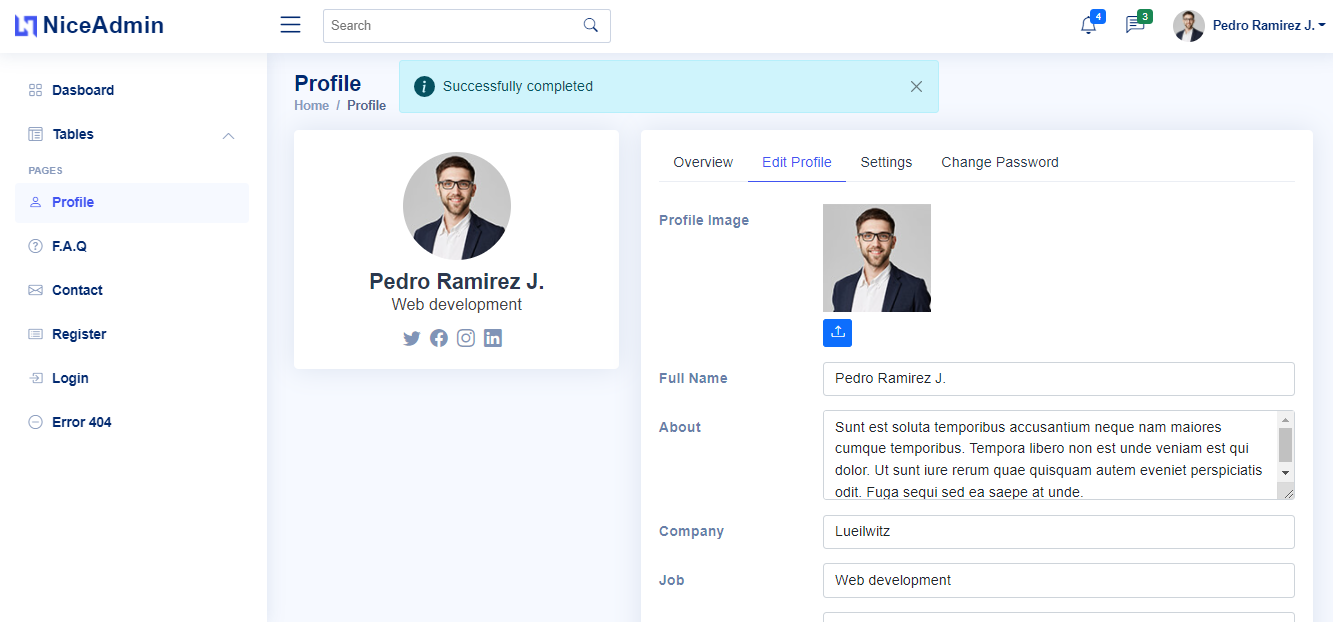 NiceAdmin
Search
4
3
Pedro Ramirez J.
Dasboard
Tables
PAGES
Profile
F.A.Q
Contact
Register
Login
Error 404
Profile
Home / Profile
Successfully completed
Pedro Ramirez J.
Web development
Overview
Edit Profile
Settings
Change Password
Profile Image
Full Name
Pedro Ramirez J.
About
Sunt est soluta temporibus accusantium neque nam maiores
cumque temporibus. Tempora libero non est unde veniam est qui
dolor. Ut sunt iure rerum quae quisquam autem eveniet perspiciatis
odit. Fuga sequi sed ea saepe at unde.
Company
Lueilwitz
Job
Web development